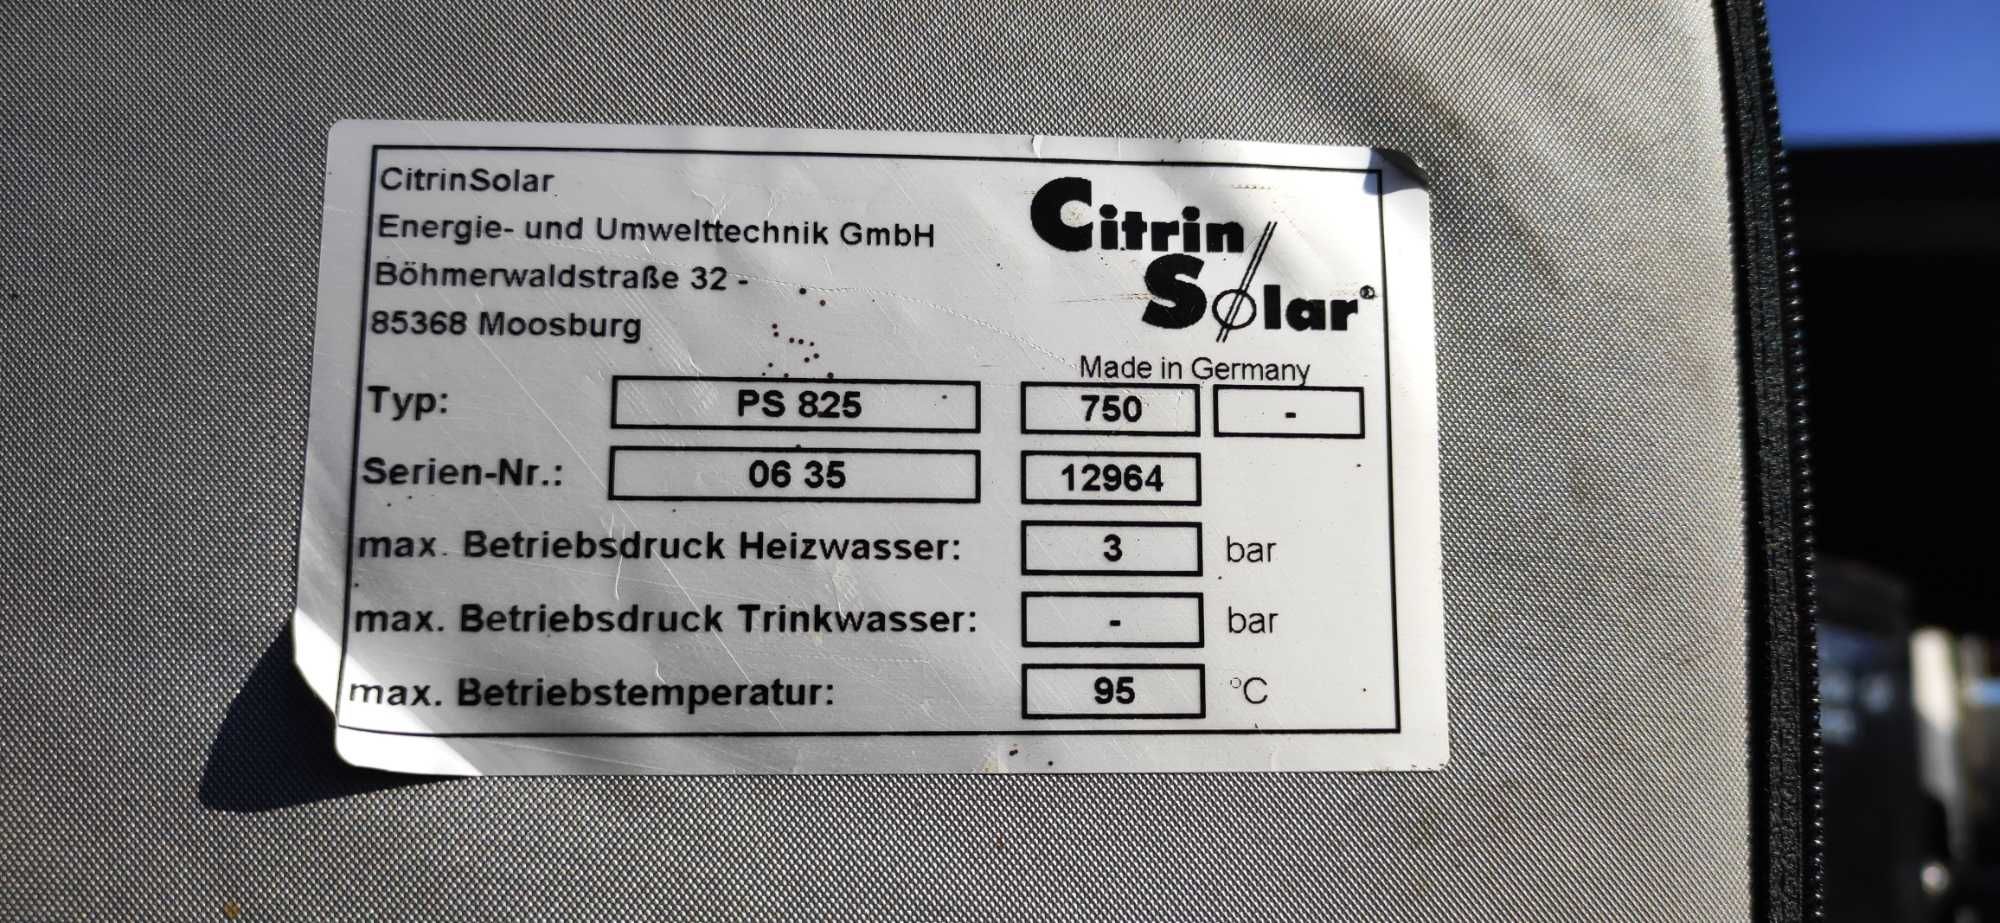 CitrinSolar
Energie- und Umwelttechnik GmbH
Böhmerwaldstraße 32 -
85368 Moosburg
Citrin
Solar®
Made in Germany
Typ: PS 825 750 -
Serien-Nr.: 06 35 12964
max. Betriebsdruck Heizwasser: 3 bar
max. Betriebsdruck Trinkwasser: - bar
max. Betriebstemperatur: 95 °C